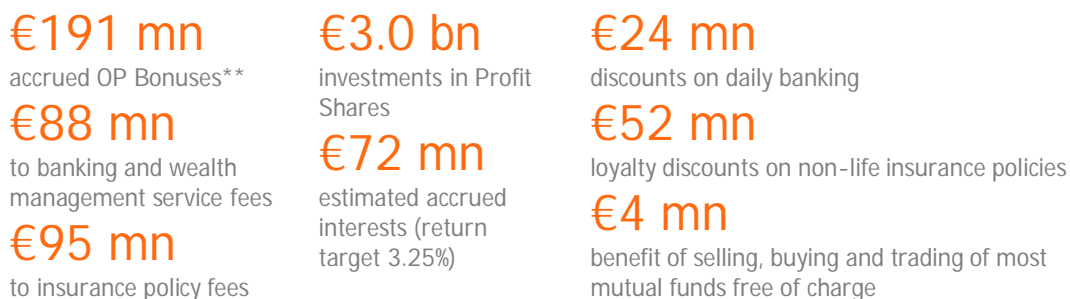 €191 mn
accrued OP Bonuses**
€88 mn
to banking and wealth
management service fees
€95 mn
to insurance policy fees
€3.0 bn
investments in Profit
Shares
€72 mn
estimated accrued
interests (return
target 3.25%)
€24 mn
discounts on daily banking
€52 mn
loyalty discounts on non-life insurance policies
€4 mn
benefit of selling, buying and trading of most
mutual funds free of charge